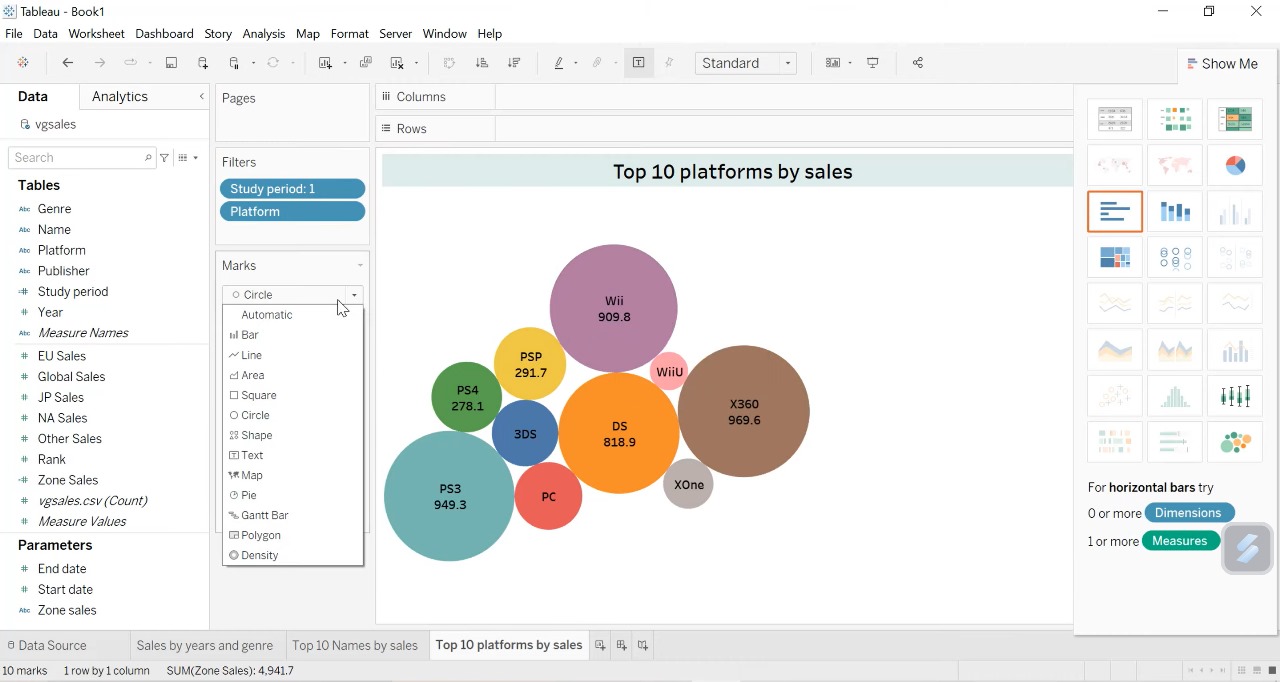 Tableau - Book1
File Data Worksheet Dashboard Story Analysis Map Format Server Window Help
Standard
Show Me
Data
Analytics
vgsales
Search
Tables
Abc Genre
Abc Name
Abc Platform
Abc Publisher
Study period
# Year
Abc Measure Names
# EU Sales
# Global Sales
# JP Sales
# NA Sales
# Other Sales
# Rank
# Zone Sales
# vgsales.csv (Count)
# Measure Values
Parameters
# End date
# Start date
Abc Zone sales
Pages
Filters
Study period: 1
Platform
Marks
Circle
Automatic
Bar
Line
Area
Square
Circle
Shape
Text
Map
Pie
Gantt Bar
Polygon
Density
Columns
Rows
Top 10 platforms by sales
Wii
909.8
PSP
291.7
WiiU
PS4
278.1
X360
969.6
3DS
DS
818.9
PS3
949.3
PC
XOne
For horizontal bars try
0 or more Dimensions
1 or more Measures
Data Source
Sales by years and genre
Top 10 Names by sales
Top 10 platforms by sales
10 marks 1 row by 1 column SUM(Zone Sales): 4,941.7